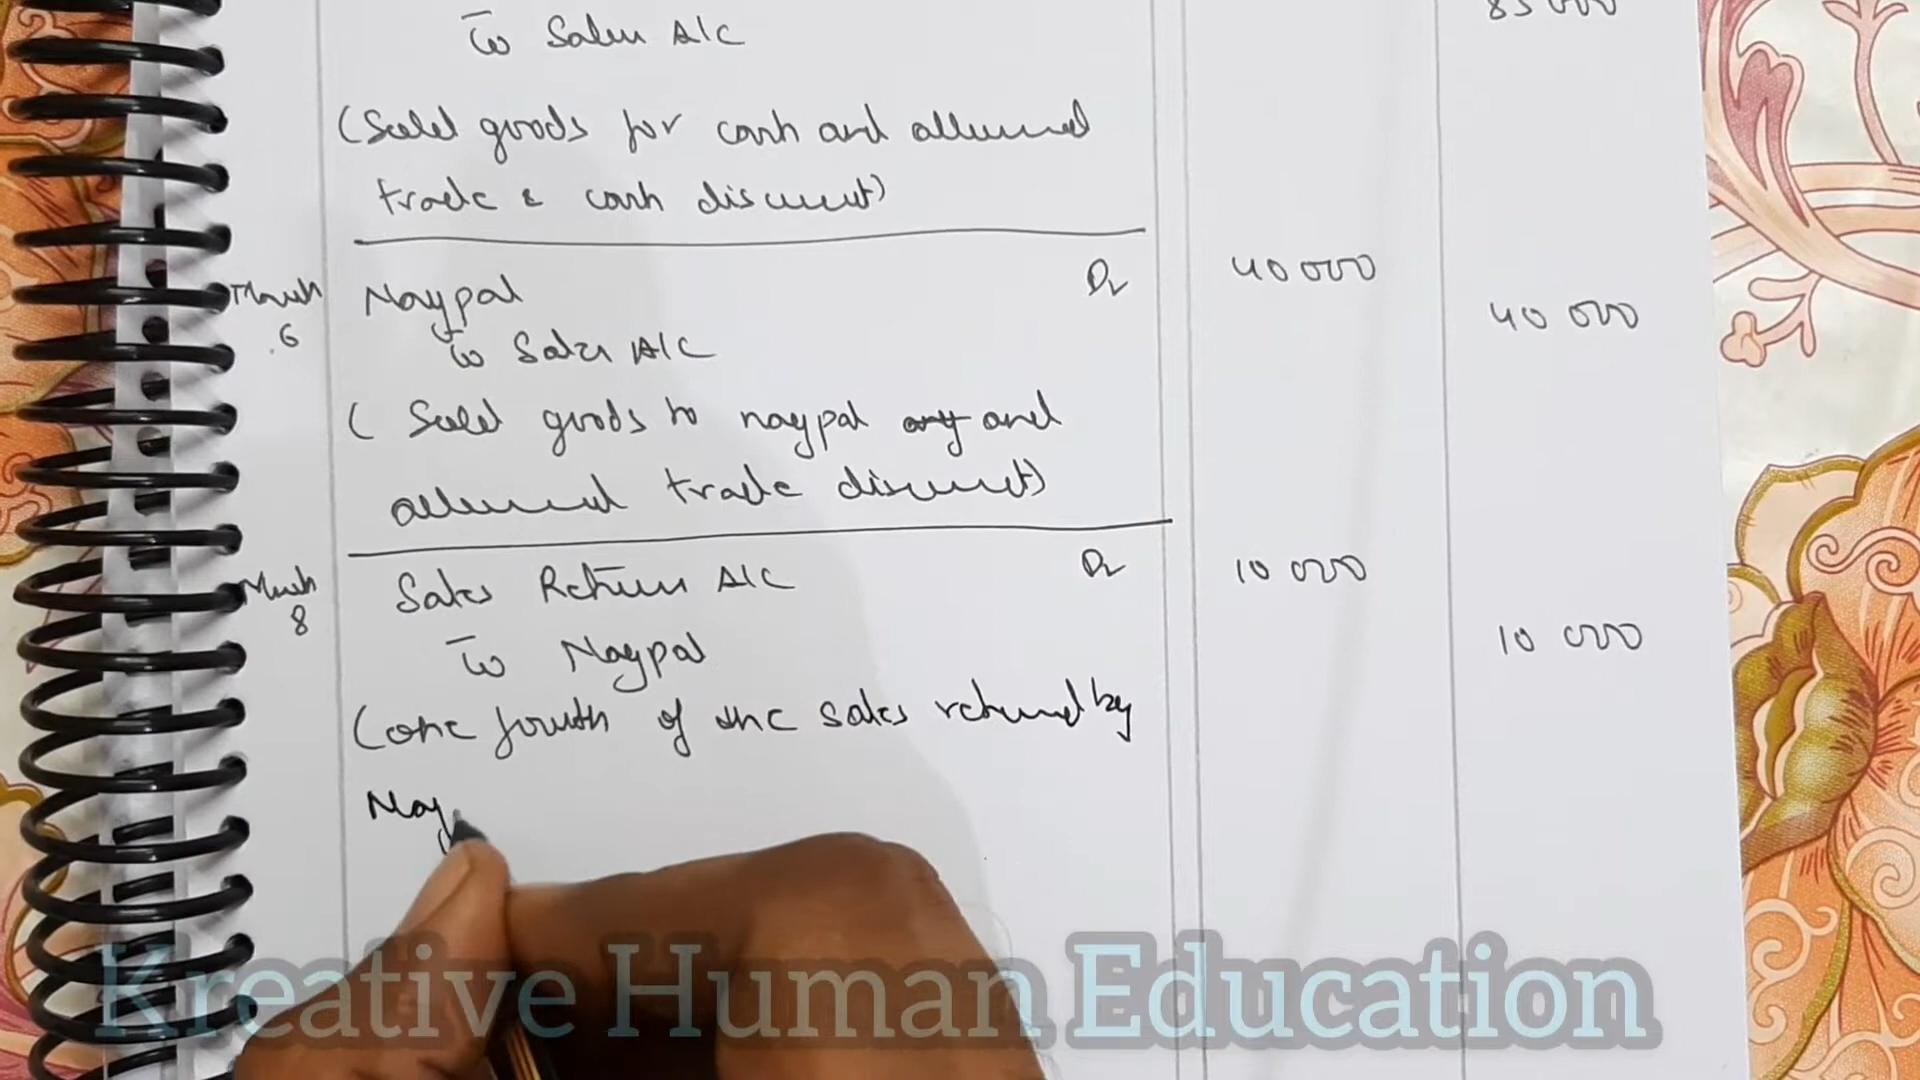 To Sales A/C 85 000
(Sold goods for cash and allowed
trade & cash discount)
March 6 Naypal Dr 40 000
To Sales A/C 40 000
( Sold goods to naypal and
allowed trade discount)
March 8 Sales Return A/C Dr 10 000
To Naypal 10 000
(one fourth of the sales returned by
Nay
Kreative Human Education